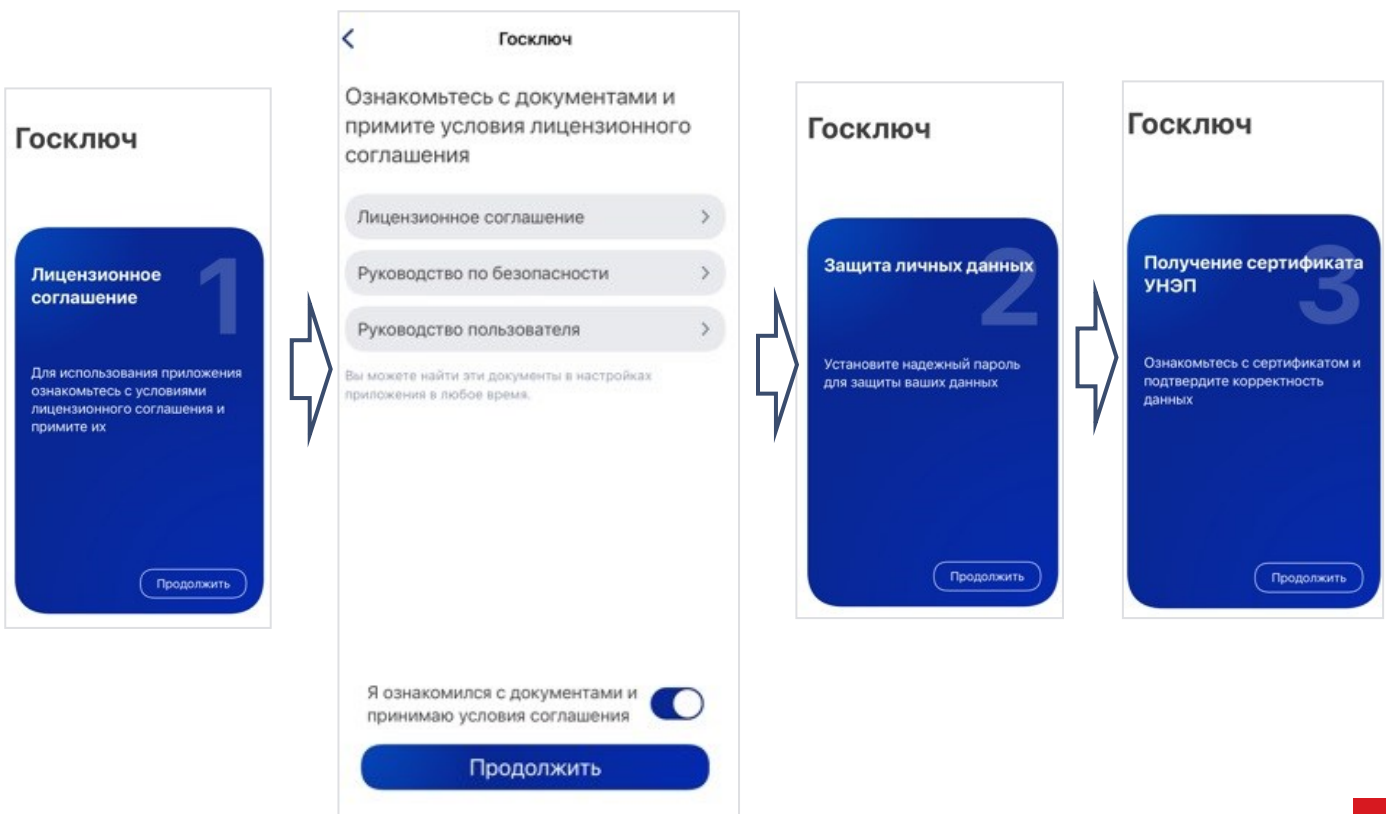 Госключ
Лицензионное
соглашение
1
Для использования приложения
ознакомьтесь с условиями
лицензионного соглашения и
примите их
Продолжить
Госключ
Ознакомьтесь с документами и
примите условия лицензионного
соглашения
Лицензионное соглашение
Руководство по безопасности
Руководство пользователя
Вы можете найти эти документы в настройках
приложения в любое время.
Я ознакомился с документами и
принимаю условия соглашения
Продолжить
Госключ
Защита личных данных
2
Установите надежный пароль
для защиты ваших данных
Продолжить
Госключ
Получение сертификата
УНЭП
3
Ознакомьтесь с сертификатом и
подтвердите корректность
данных
Продолжить